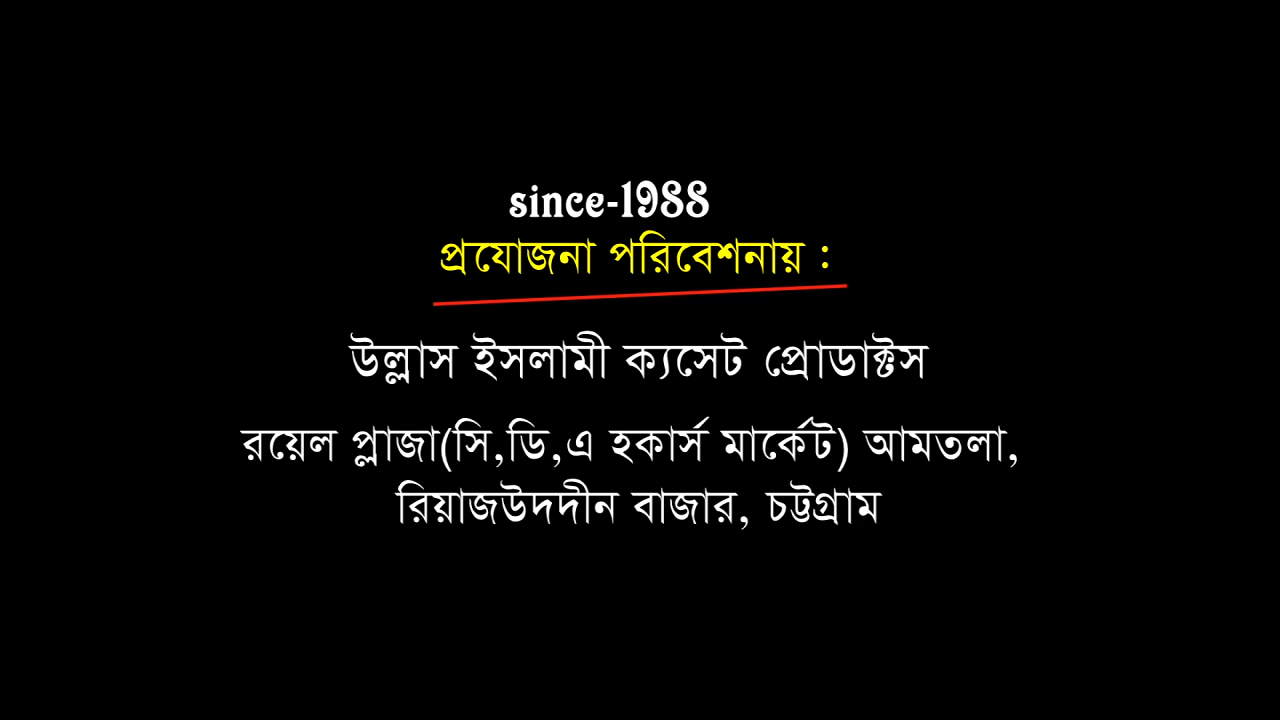 since-1988
প্রযোজনা পরিবেশনায় :
উল্লাস ইসলামী ক্যসেট প্রোডাক্টস
রয়েল প্লাজা(সি,ডি,এ হকার্স মার্কেট) আমতলা,
রিয়াজউদদীন বাজার, চট্টগ্রাম